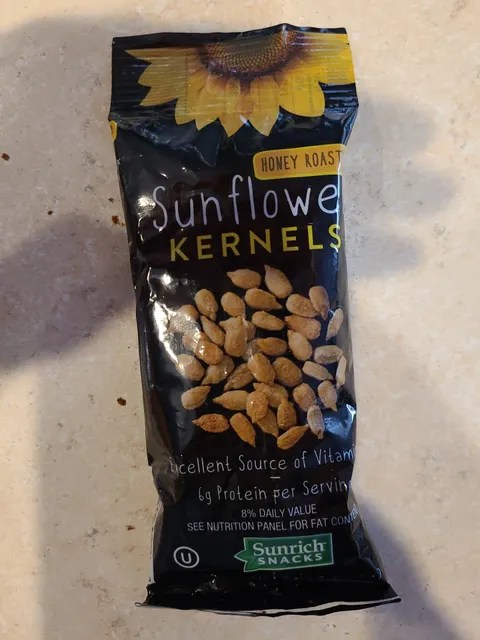 HONEY ROAST
Sunflowe
KERNELS
xcellent Source of Vitami
6g Protein per Servin
8% DAILY VALUE
SEE NUTRITION PANEL FOR FAT CONTEN
U
Sunrich
SNACKS